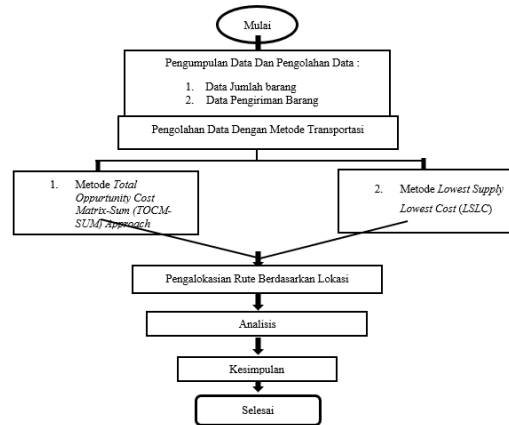 Mulai
Pengumpulan Data Dan Pengolahan Data :
1. Data Jumlah barang
2. Data Pengiriman Barang
Pengolahan Data Dengan Metode Transportasi
1. Metode Total
Oppurtunity Cost
Matrix-Sum (TOCM-
SUM) Approach
2. Metode Lowest Supply
Lowest Cost (LSLC)
Pengalokasian Rute Berdasarkan Lokasi
Analisis
Kesimpulan
Selesai